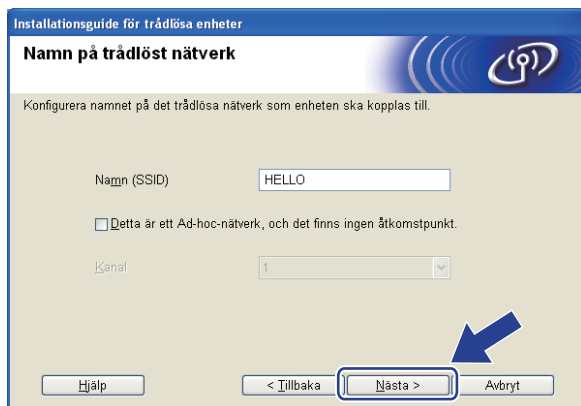 Installationsguide för trådlösa enheter
Namn på trådlöst nätverk
Konfigurera namnet på det trådlösa nätverk som enheten ska kopplas till.
Namn (SSID) HELLO
Detta är ett Ad-hoc-nätverk, och det finns ingen åtkomstpunkt.
Kanal 1
Hjälp < Tillbaka Nästa > Avbryt